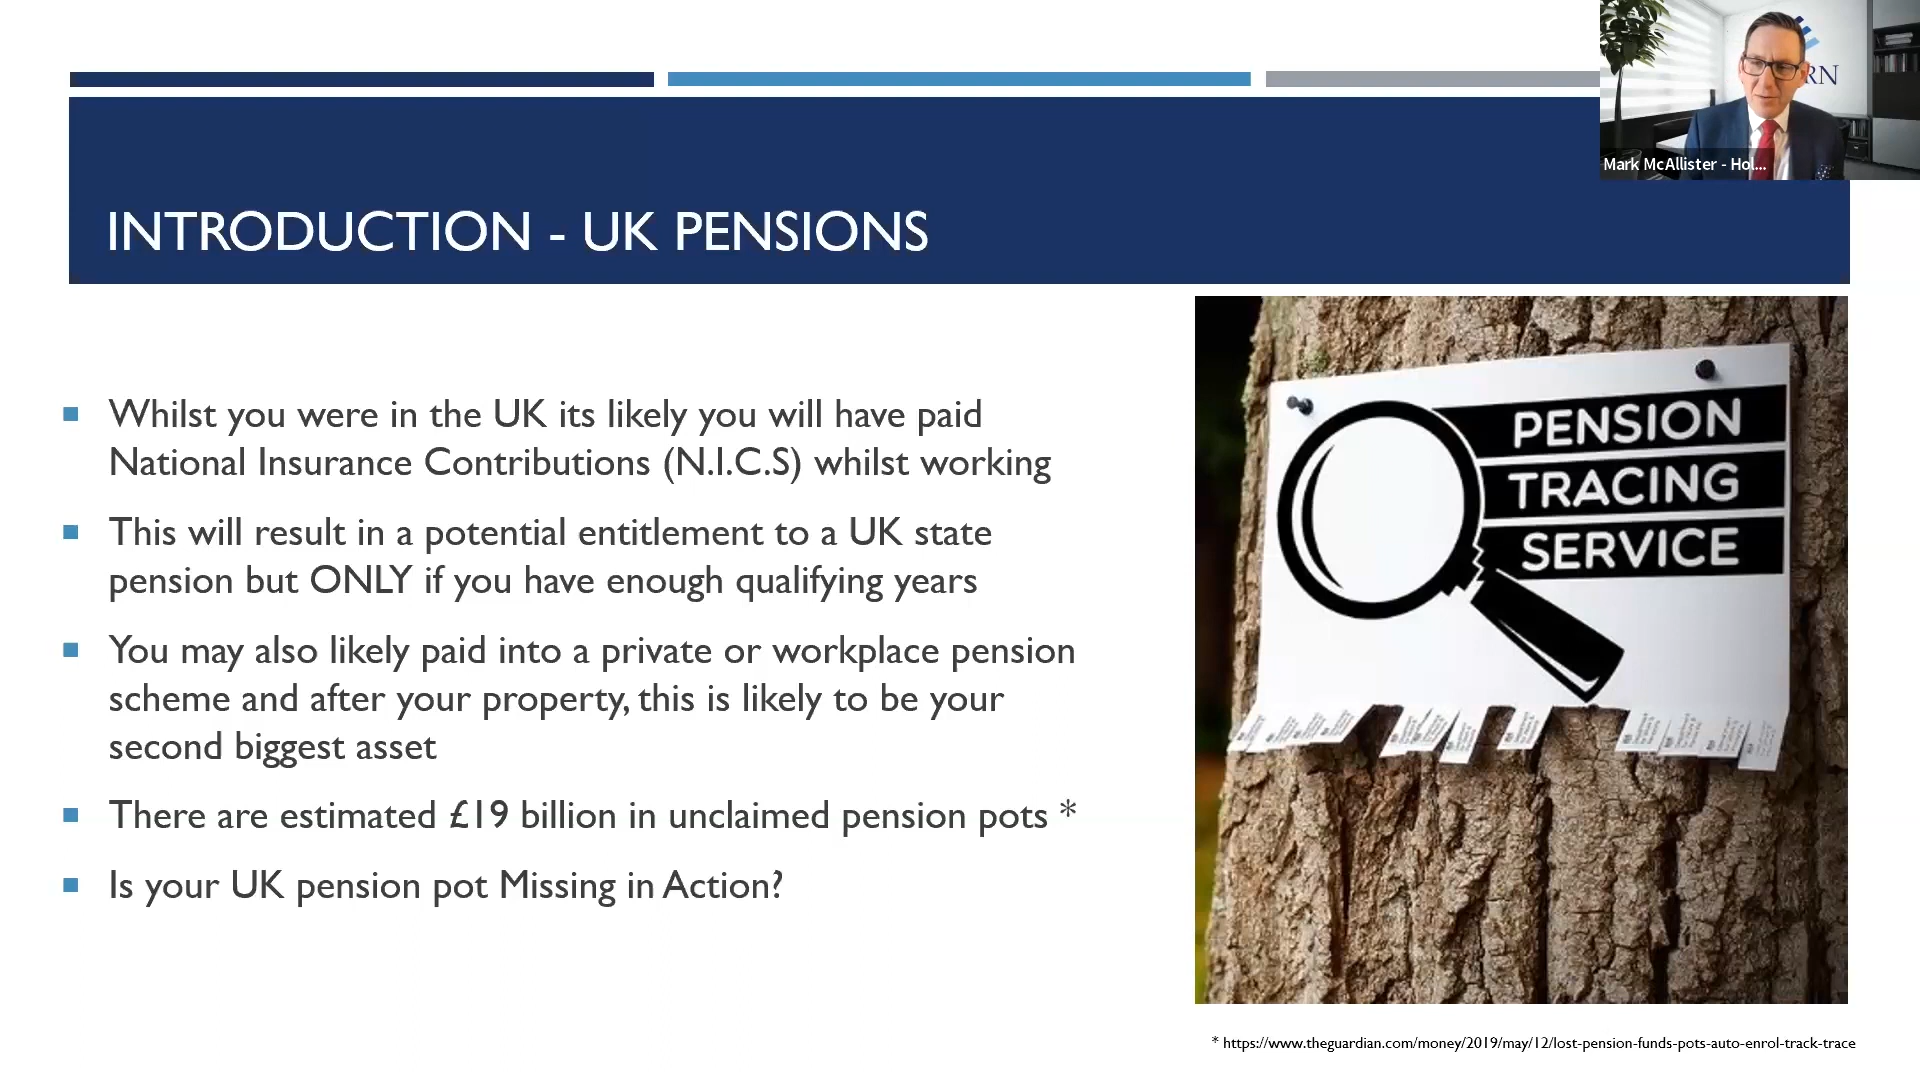 RN
Mark McAllister - Hol...
INTRODUCTION - UK PENSIONS
Whilst you were in the UK its likely you will have paid
National Insurance Contributions (N.I.C.S) whilst working
This will result in a potential entitlement to a UK state
pension but ONLY if you have enough qualifying years
You may also likely paid into a private or workplace pension
scheme and after your property, this is likely to be your
second biggest asset
There are estimated £19 billion in unclaimed pension pots *
Is your UK pension pot Missing in Action?
PENSION
TRACING
SERVICE
* https://www.theguardian.com/money/2019/may/12/lost-pension-funds-pots-auto-enrol-track-trace